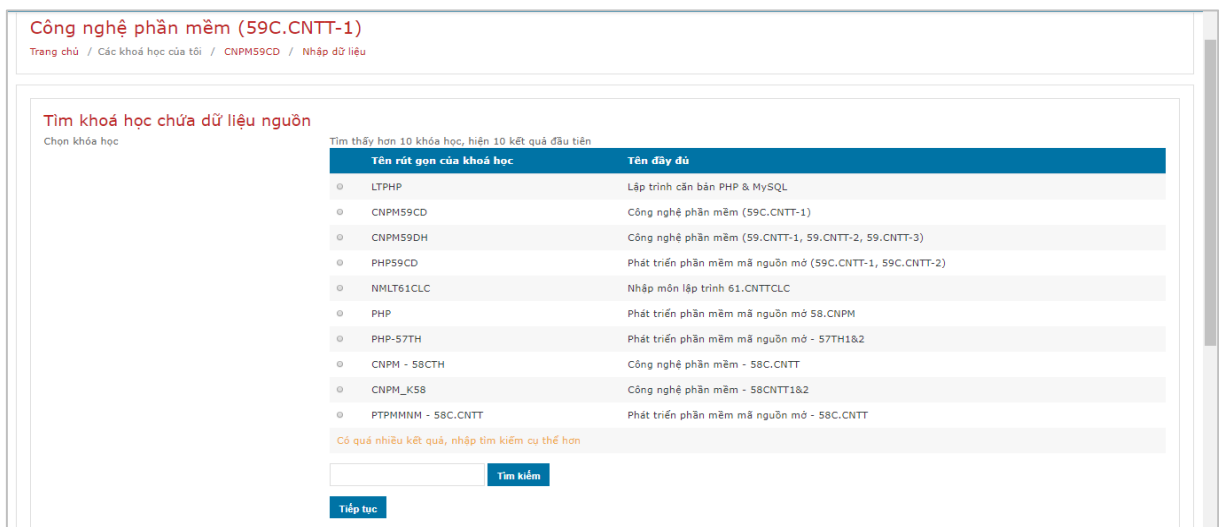 Công nghệ phần mềm (59C.CNTT-1)
Trang chủ / Các khoá học của tôi / CNPM59CD / Nhập dữ liệu
Tìm khoá học chứa dữ liệu nguồn
Chọn khóa học
Tìm thấy hơn 10 khóa học, hiện 10 kết quả đầu tiên
Tên rút gọn của khoá học Tên đầy đủ
LTPHP Lập trình căn bản PHP & MySQL
CNPM59CD Công nghệ phần mềm (59C.CNTT-1)
CNPM59DH Công nghệ phần mềm (59.CNTT-1, 59.CNTT-2, 59.CNTT-3)
PHP59CD Phát triển phần mềm mã nguồn mở (59C.CNTT-1, 59C.CNTT-2)
NMLT61CLC Nhập môn lập trình 61.CNTTCLC
PHP Phát triển phần mềm mã nguồn mở 58.CNPM
PHP-57TH Phát triển phần mềm mã nguồn mở - 57TH1&2
CNPM - 58CTH Công nghệ phần mềm - 58C.CNTT
CNPM_K58 Công nghệ phần mềm - 58CNTT1&2
PTPMMNM - 58C.CNTT Phát triển phần mềm mã nguồn mở - 58C.CNTT
Có quá nhiều kết quả, nhập tìm kiếm cụ thể hơn
Tìm kiếm
Tiếp tục